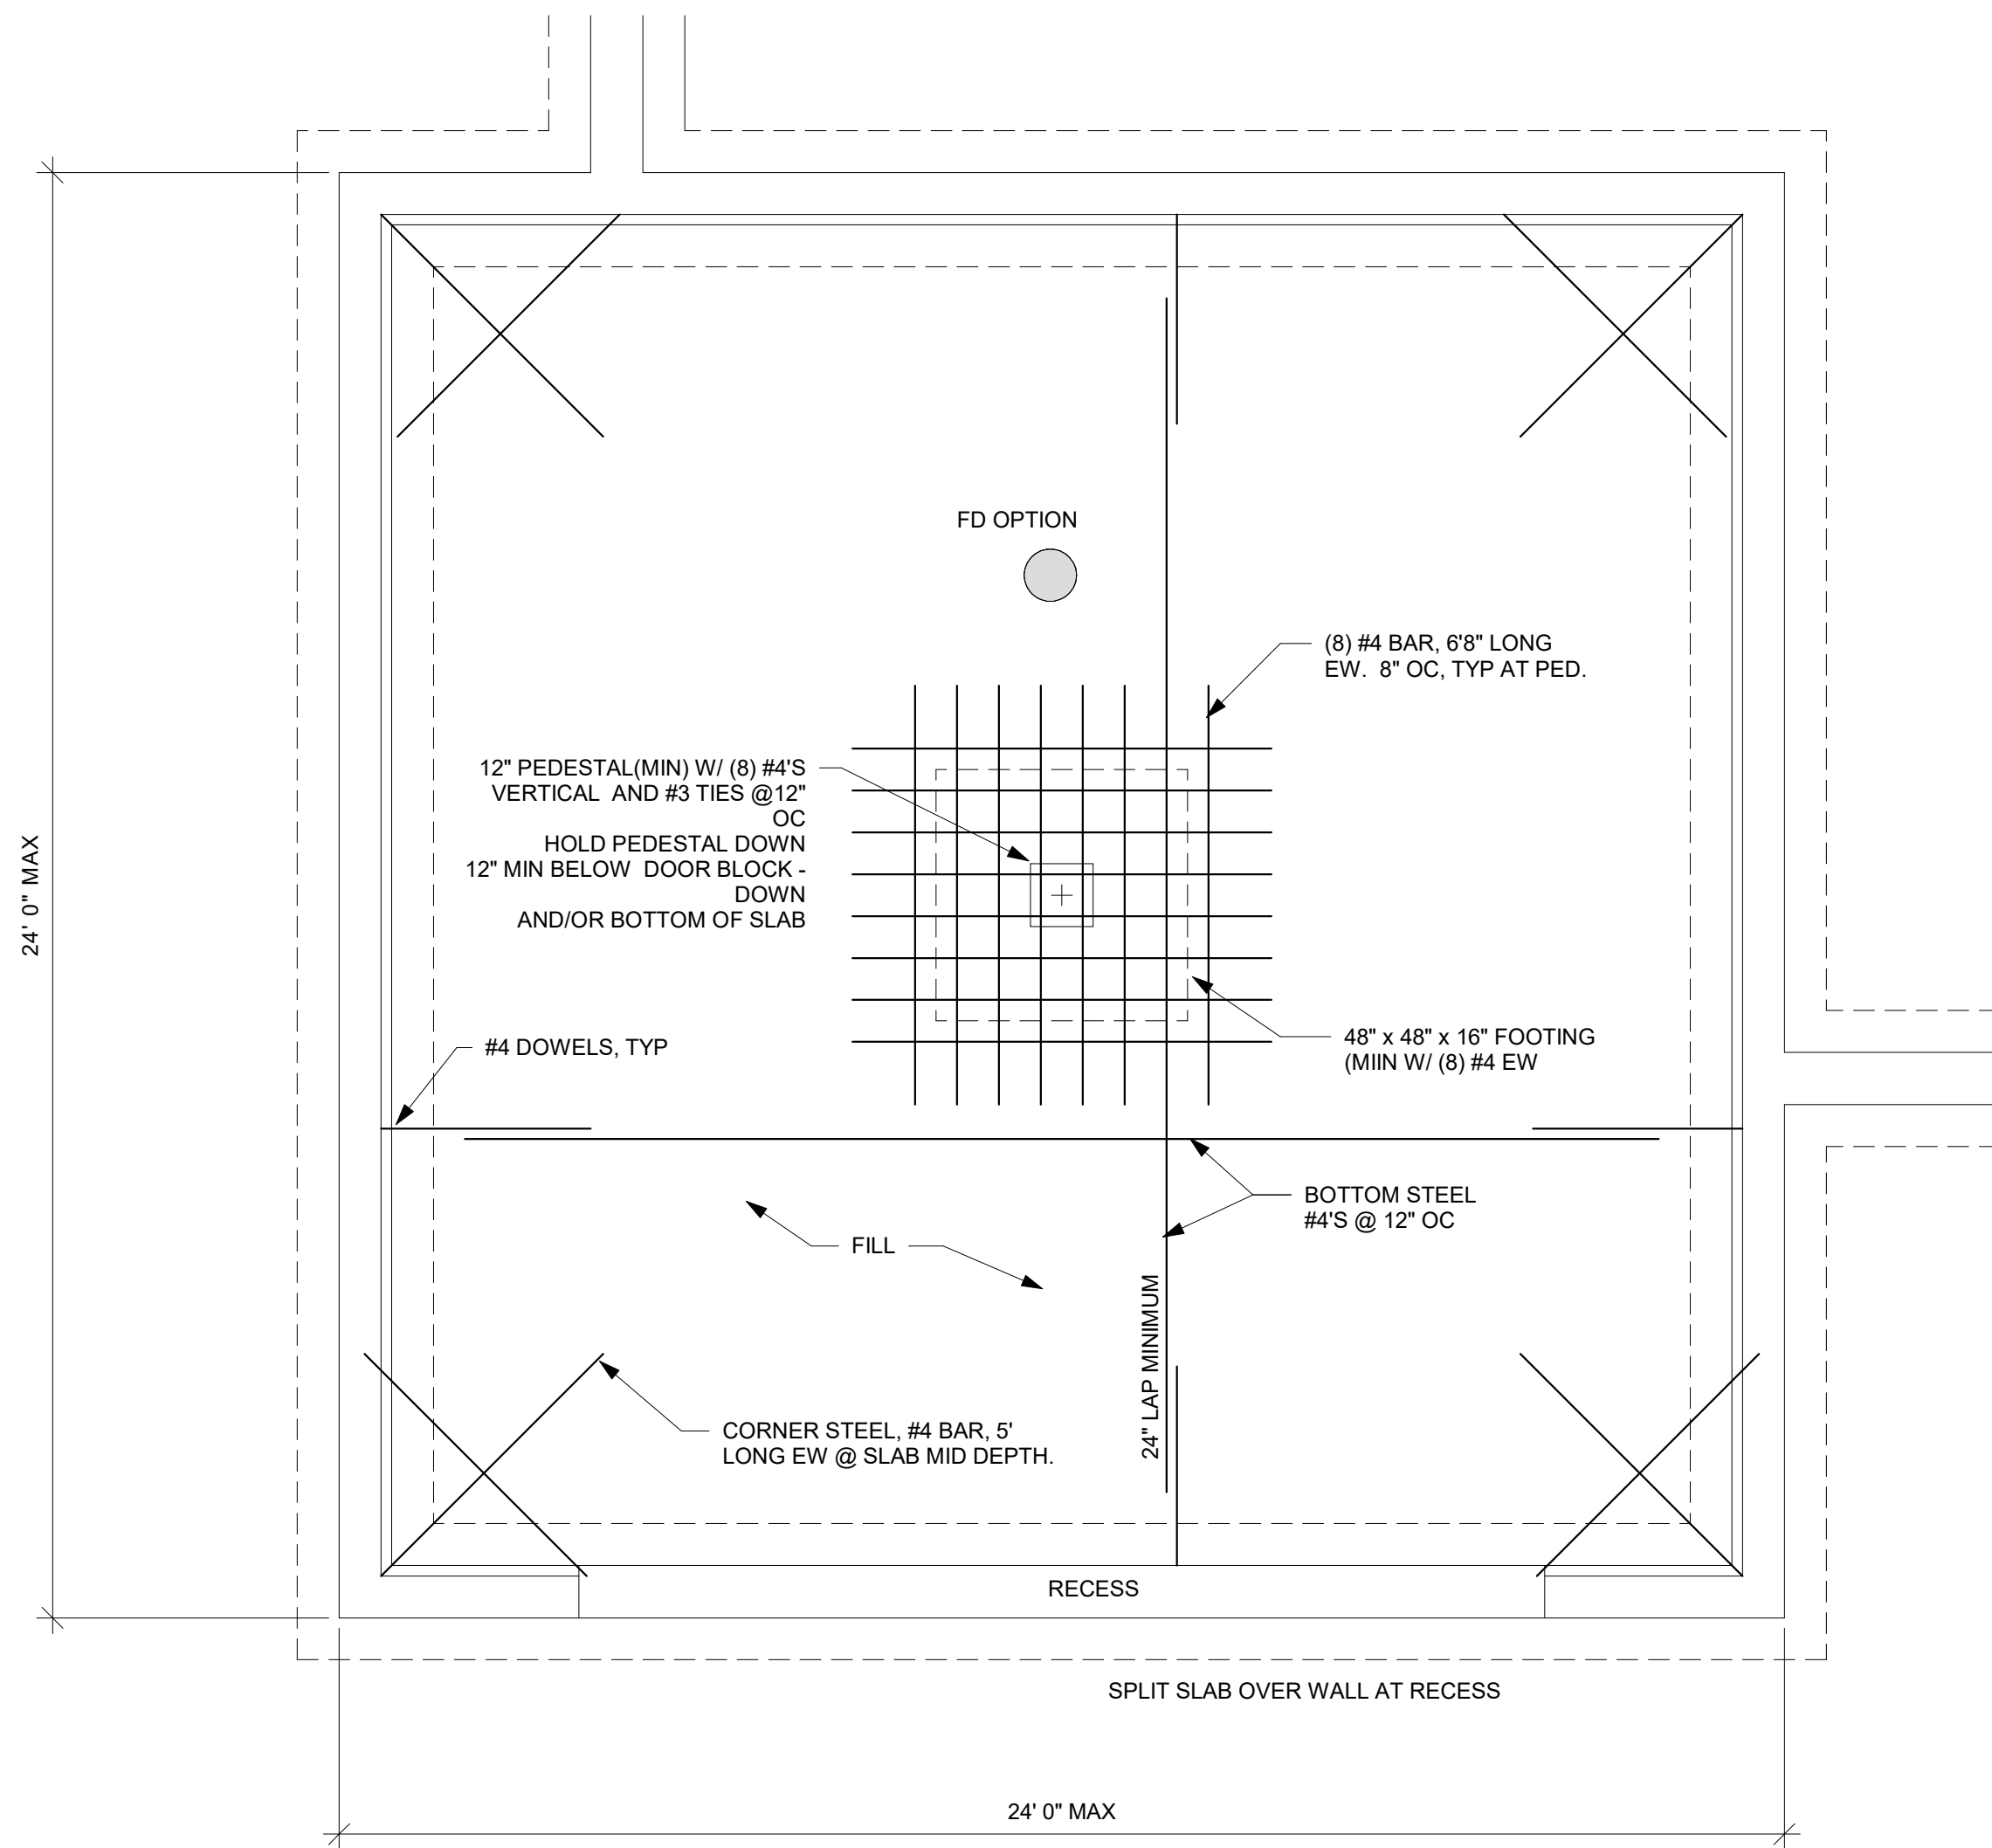 FD OPTION
(8) #4 BAR, 6'8" LONG
EW.  8" OC, TYP AT PED.
12" PEDESTAL(MIN) W/ (8) #4'S
VERTICAL  AND #3 TIES @12"
OC
HOLD PEDESTAL DOWN
12" MIN BELOW  DOOR BLOCK -
DOWN
AND/OR BOTTOM OF SLAB
24' 0" MAX
#4 DOWELS, TYP
48" x 48" x 16" FOOTING
(MIIN W/ (8) #4 EW
BOTTOM STEEL
#4'S @ 12" OC
FILL
24" LAP MINIMUM
CORNER STEEL, #4 BAR, 5'
LONG EW @ SLAB MID DEPTH.
RECESS
SPLIT SLAB OVER WALL AT RECESS
24' 0" MAX